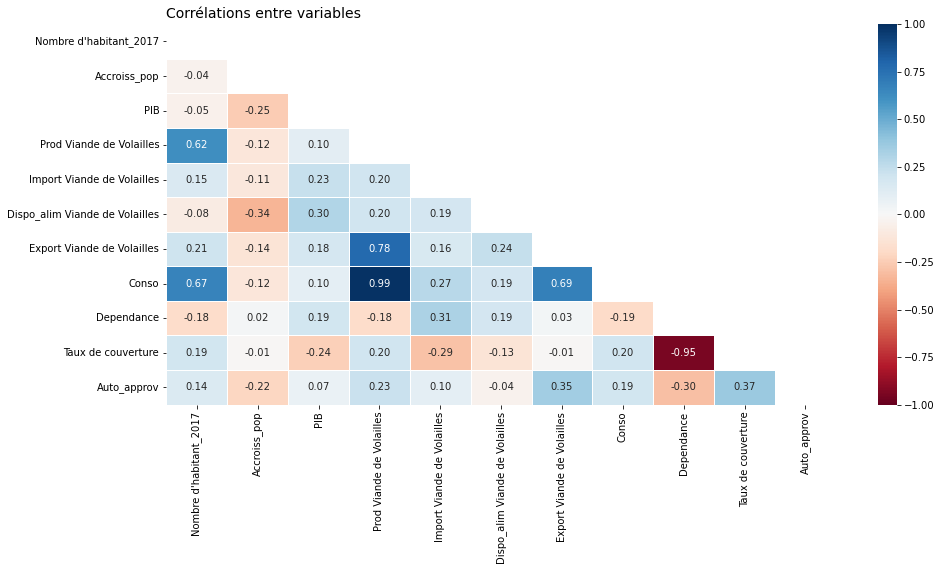 Corrélations entre variables
Nombre d'habitant_2017
Accroiss_pop -0.04
PIB -0.05 -0.25
Prod Viande de Volailles 0.62 -0.12 0.10
Import Viande de Volailles 0.15 -0.11 0.23 0.20
Dispo_alim Viande de Volailles -0.08 -0.34 0.30 0.20 0.19
Export Viande de Volailles 0.21 -0.14 0.18 0.78 0.16 0.24
Conso 0.67 -0.12 0.10 0.99 0.27 0.19 0.69
Dependance -0.18 0.02 0.19 -0.18 0.31 0.19 0.03 -0.19
Taux de couverture 0.19 -0.01 -0.24 0.20 -0.29 -0.13 -0.01 0.20 -0.95
Auto_approv 0.14 -0.22 0.07 0.23 0.10 -0.04 0.35 0.19 -0.30 0.37
Nombre d'habitant_2017
Accroiss_pop
PIB
Prod Viande de Volailles
Import Viande de Volailles
Dispo_alim Viande de Volailles
Export Viande de Volailles
Conso
Dependance
Taux de couverture
Auto_approv
1.00
0.75
0.50
0.25
0.00
−0.25
−0.50
−0.75
−1.00